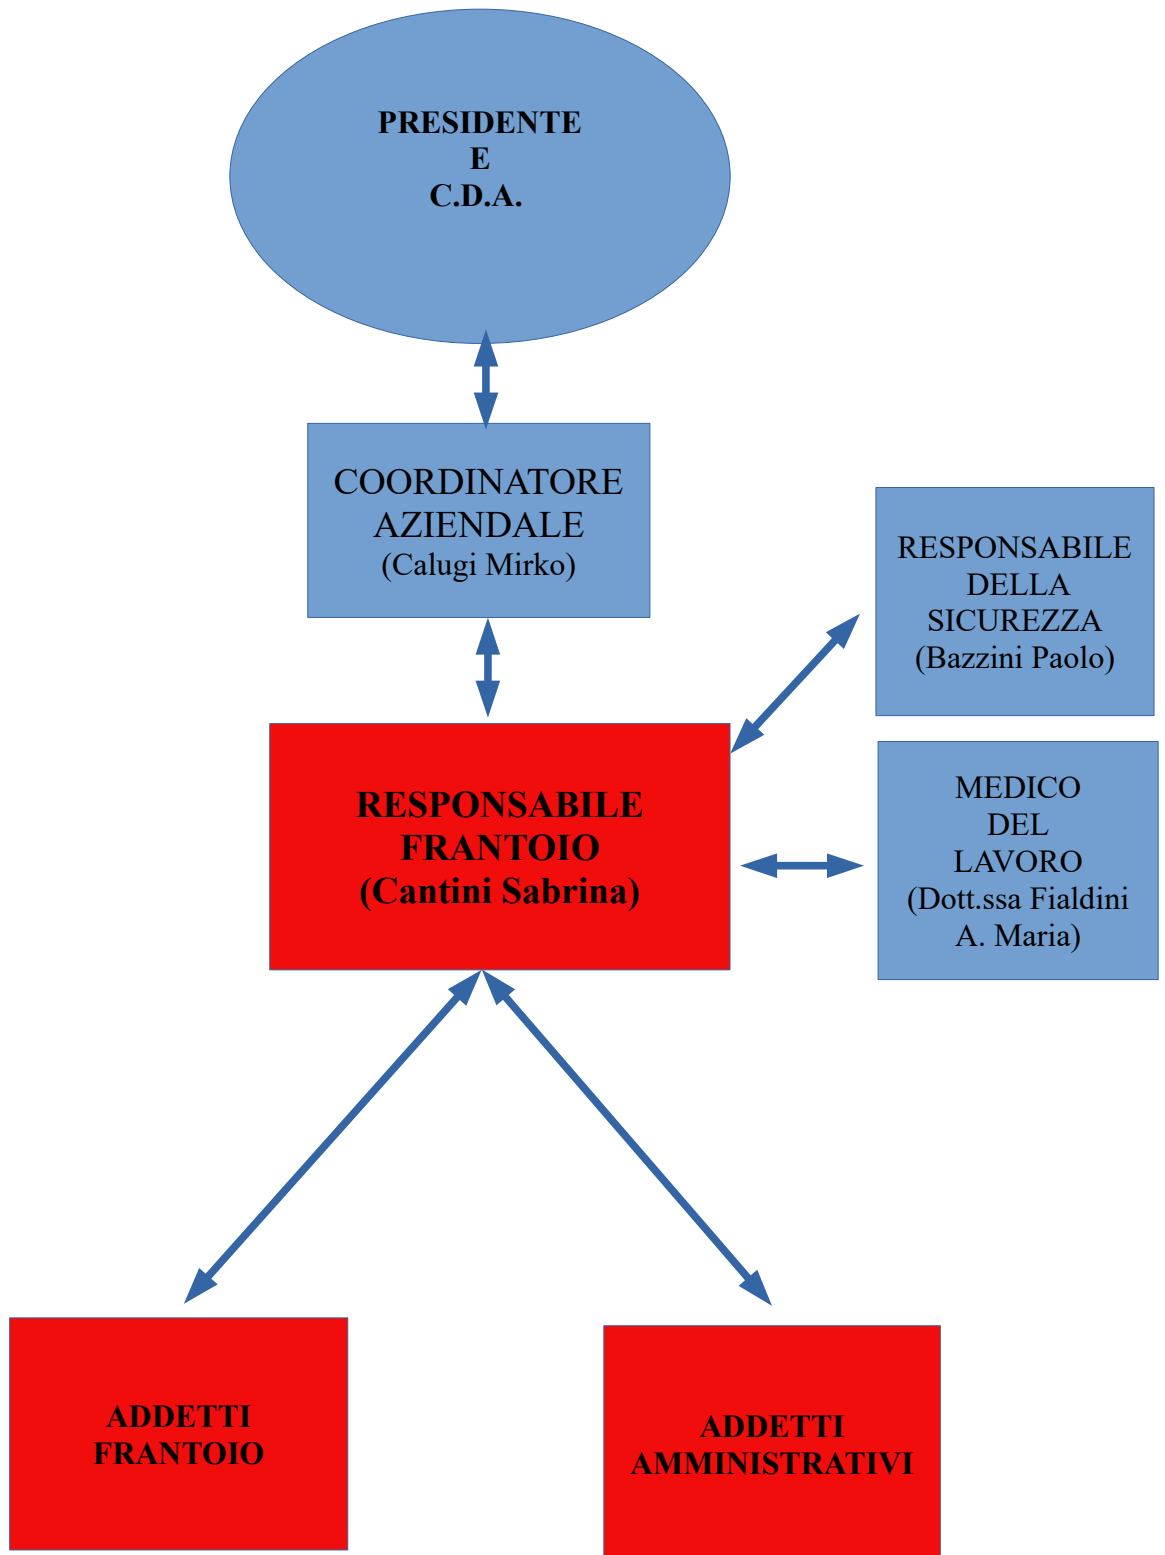 PRESIDENTE
E
C.D.A.
COORDINATORE
AZIENDALE
(Calugi Mirko)
RESPONSABILE
DELLA
SICUREZZA
(Bazzini Paolo)
RESPONSABILE
FRANTOIO
(Cantini Sabrina)
MEDICO
DEL
LAVORO
(Dott.ssa Fialdini
A. Maria)
ADDETTI
FRANTOIO
ADDETTI
AMMINISTRATIVI